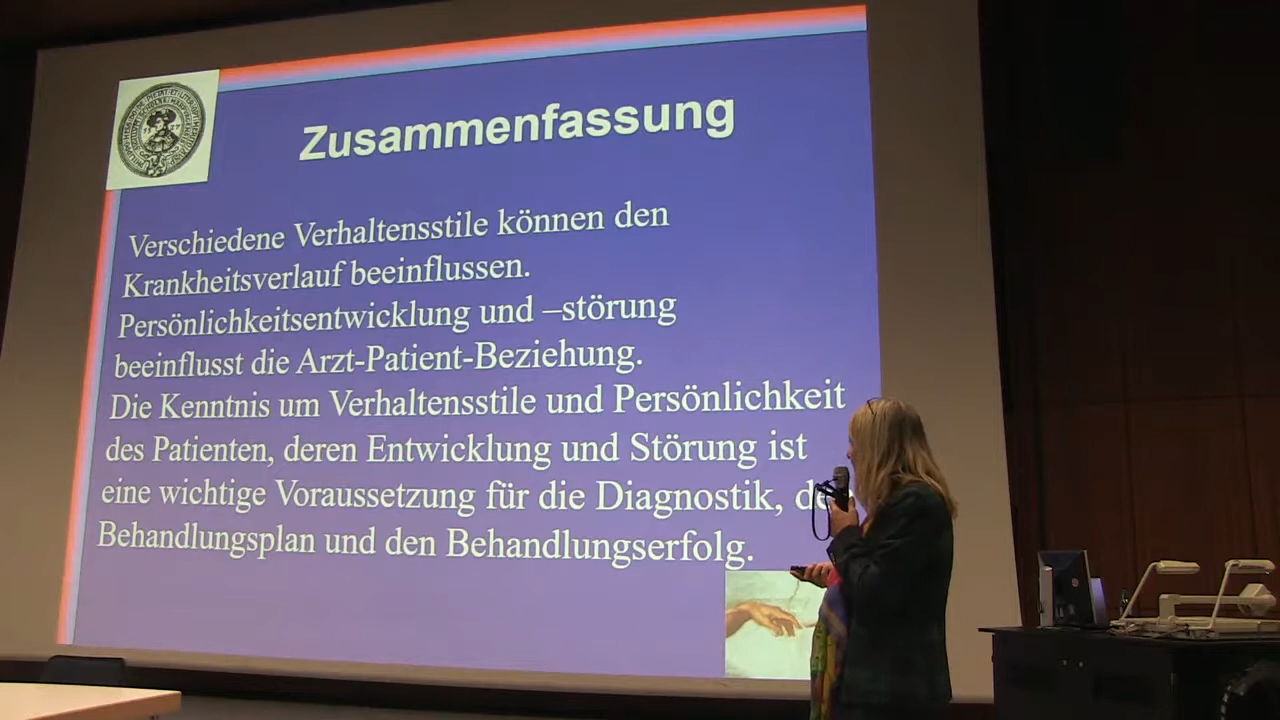 Zusammenfassung
Verschiedene Verhaltensstile können den
Krankheitsverlauf beeinflussen.
Persönlichkeitsentwicklung und –störung
beeinflusst die Arzt-Patient-Beziehung.
Die Kenntnis um Verhaltensstile und Persönlichkeit
des Patienten, deren Entwicklung und Störung ist
eine wichtige Voraussetzung für die Diagnostik,
Behandlungsplan und den Behandlungserfolg.